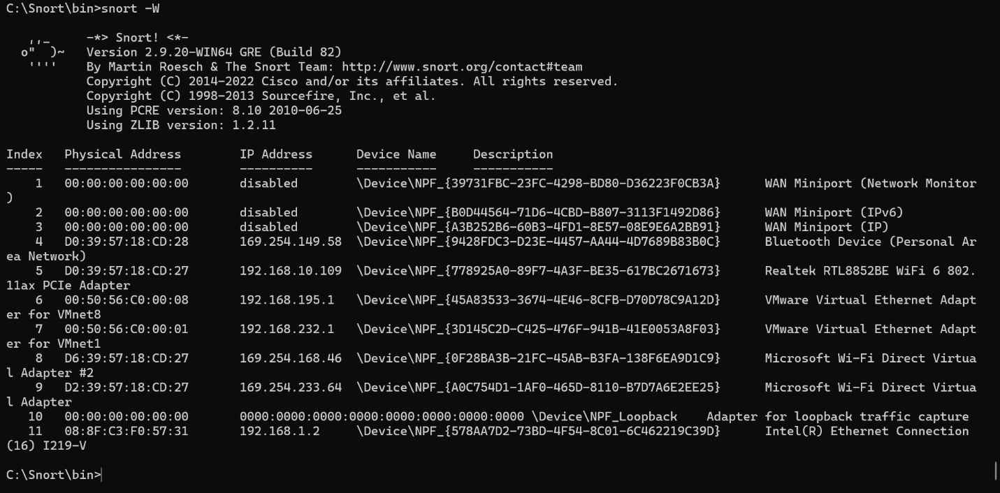 C:\Snort\bin>snort -W
   ,,_     -*> Snort! <*-
  o"  )~   Version 2.9.20-WIN64 GRE (Build 82)
   ''''    By Martin Roesch & The Snort Team: http://www.snort.org/contact#team
           Copyright (C) 2014-2022 Cisco and/or its affiliates. All rights reserved.
           Copyright (C) 1998-2013 Sourcefire, Inc., et al.
           Using PCRE version: 8.10 2010-06-25
           Using ZLIB version: 1.2.11
Index   Physical Address        IP Address      Device Name     Description
-----   ----------------        ----------      -----------     -----------
    1   00:00:00:00:00:00       disabled        \Device\NPF_{39731FBC-23FC-4298-BD80-D36223F0CB3A}      WAN Miniport (Network Monitor
)
    2   00:00:00:00:00:00       disabled        \Device\NPF_{B0D44564-71D6-4CBD-B807-3113F1492D86}      WAN Miniport (IPv6)
    3   00:00:00:00:00:00       disabled        \Device\NPF_{A3B252B6-60B3-4FD1-8E57-08E9E6A2BB91}      WAN Miniport (IP)
    4   D0:39:57:18:CD:28       169.254.149.58  \Device\NPF_{9428FDC3-D23E-4457-AA44-4D7689B83B0C}      Bluetooth Device (Personal Ar
ea Network)
    5   D0:39:57:18:CD:27       192.168.10.109  \Device\NPF_{778925A0-89F7-4A3F-BE35-617BC2671673}      Realtek RTL8852BE WiFi 6 802.
11ax PCIe Adapter
    6   00:50:56:C0:00:08       192.168.195.1   \Device\NPF_{45A83533-3674-4E46-8CFB-D70D78C9A12D}      VMware Virtual Ethernet Adapt
er for VMnet8
    7   00:50:56:C0:00:01       192.168.232.1   \Device\NPF_{3D145C2D-C425-476F-941B-41E0053A8F03}      VMware Virtual Ethernet Adapt
er for VMnet1
    8   D6:39:57:18:CD:27       169.254.168.46  \Device\NPF_{0F28BA3B-21FC-45AB-B3FA-138F6EA9D1C9}      Microsoft Wi-Fi Direct Virtua
l Adapter #2
    9   D2:39:57:18:CD:27       169.254.233.64  \Device\NPF_{A0C754D1-1AF0-465D-8110-B7D7A6E2EE25}      Microsoft Wi-Fi Direct Virtua
l Adapter
   10   00:00:00:00:00:00       0000:0000:0000:0000:0000:0000:0000:0000 \Device\NPF_Loopback    Adapter for loopback traffic capture
   11   08:8F:C3:F0:57:31       192.168.1.2     \Device\NPF_{578AA7D2-73BD-4F54-8C01-6C462219C39D}      Intel(R) Ethernet Connection
(16) I219-V
C:\Snort\bin>